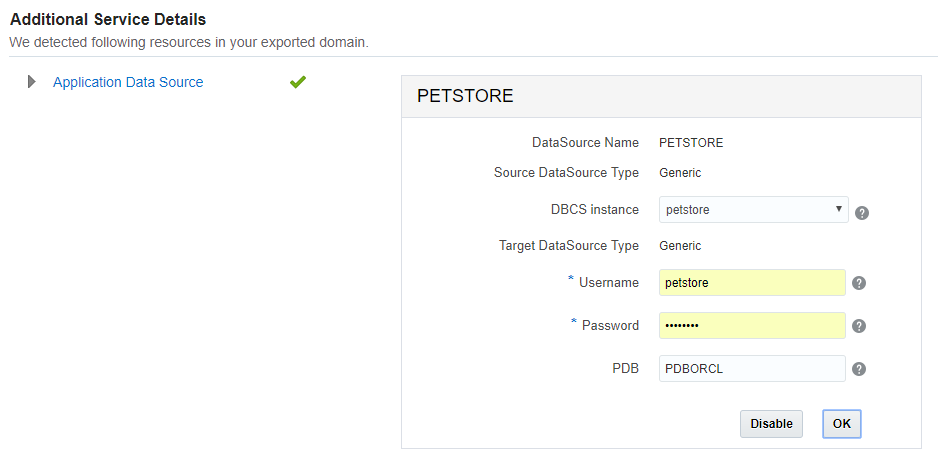 Additional Service Details
We detected following resources in your exported domain.
Application Data Source
PETSTORE
DataSource Name PETSTORE
Source DataSource Type Generic
DBCS instance petstore
Target DataSource Type Generic
* Username petstore
* Password ••••••••
PDB PDBORCL
Disable OK